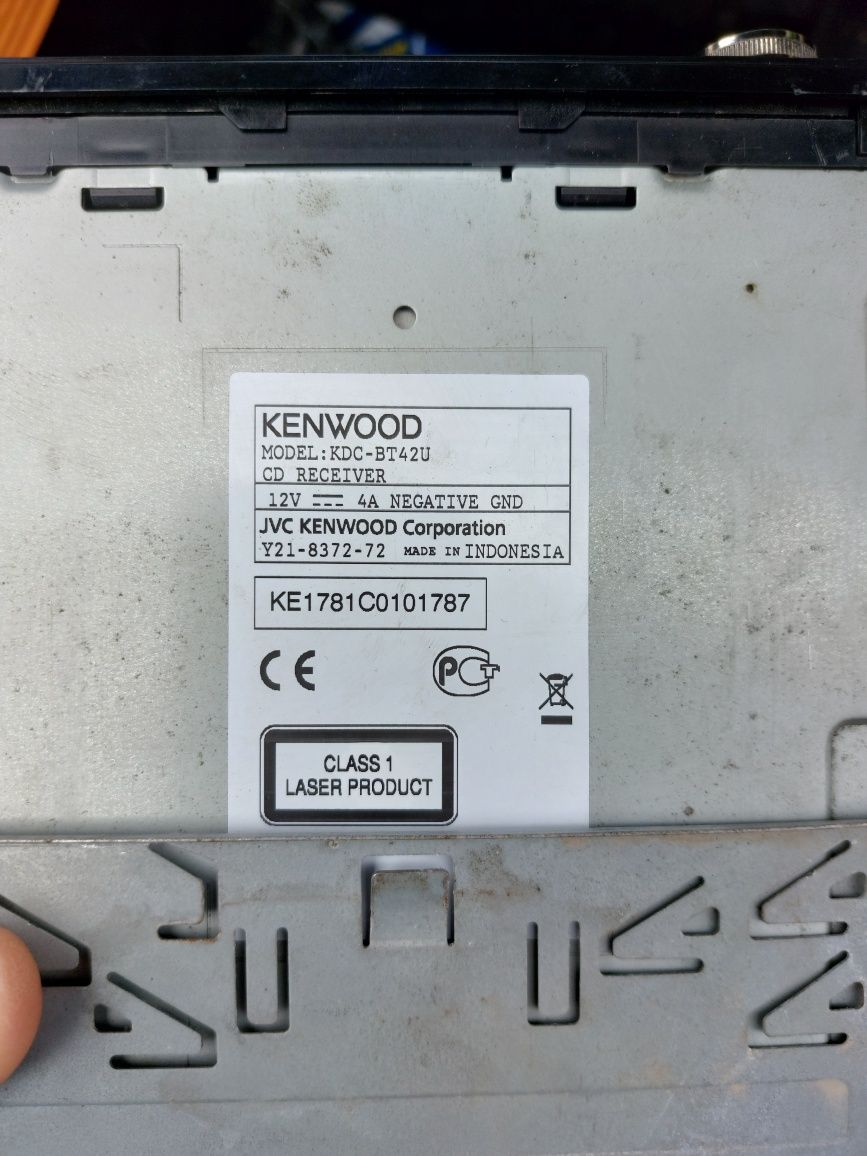 KENWOOD
MODEL:KDC-BT42U
CD RECEIVER
12V ⎓ 4A NEGATIVE GND
JVC KENWOOD Corporation
Y21-8372-72 MADE IN INDONESIA
KE1781C0101787
CE PCT
CLASS 1
LASER PRODUCT